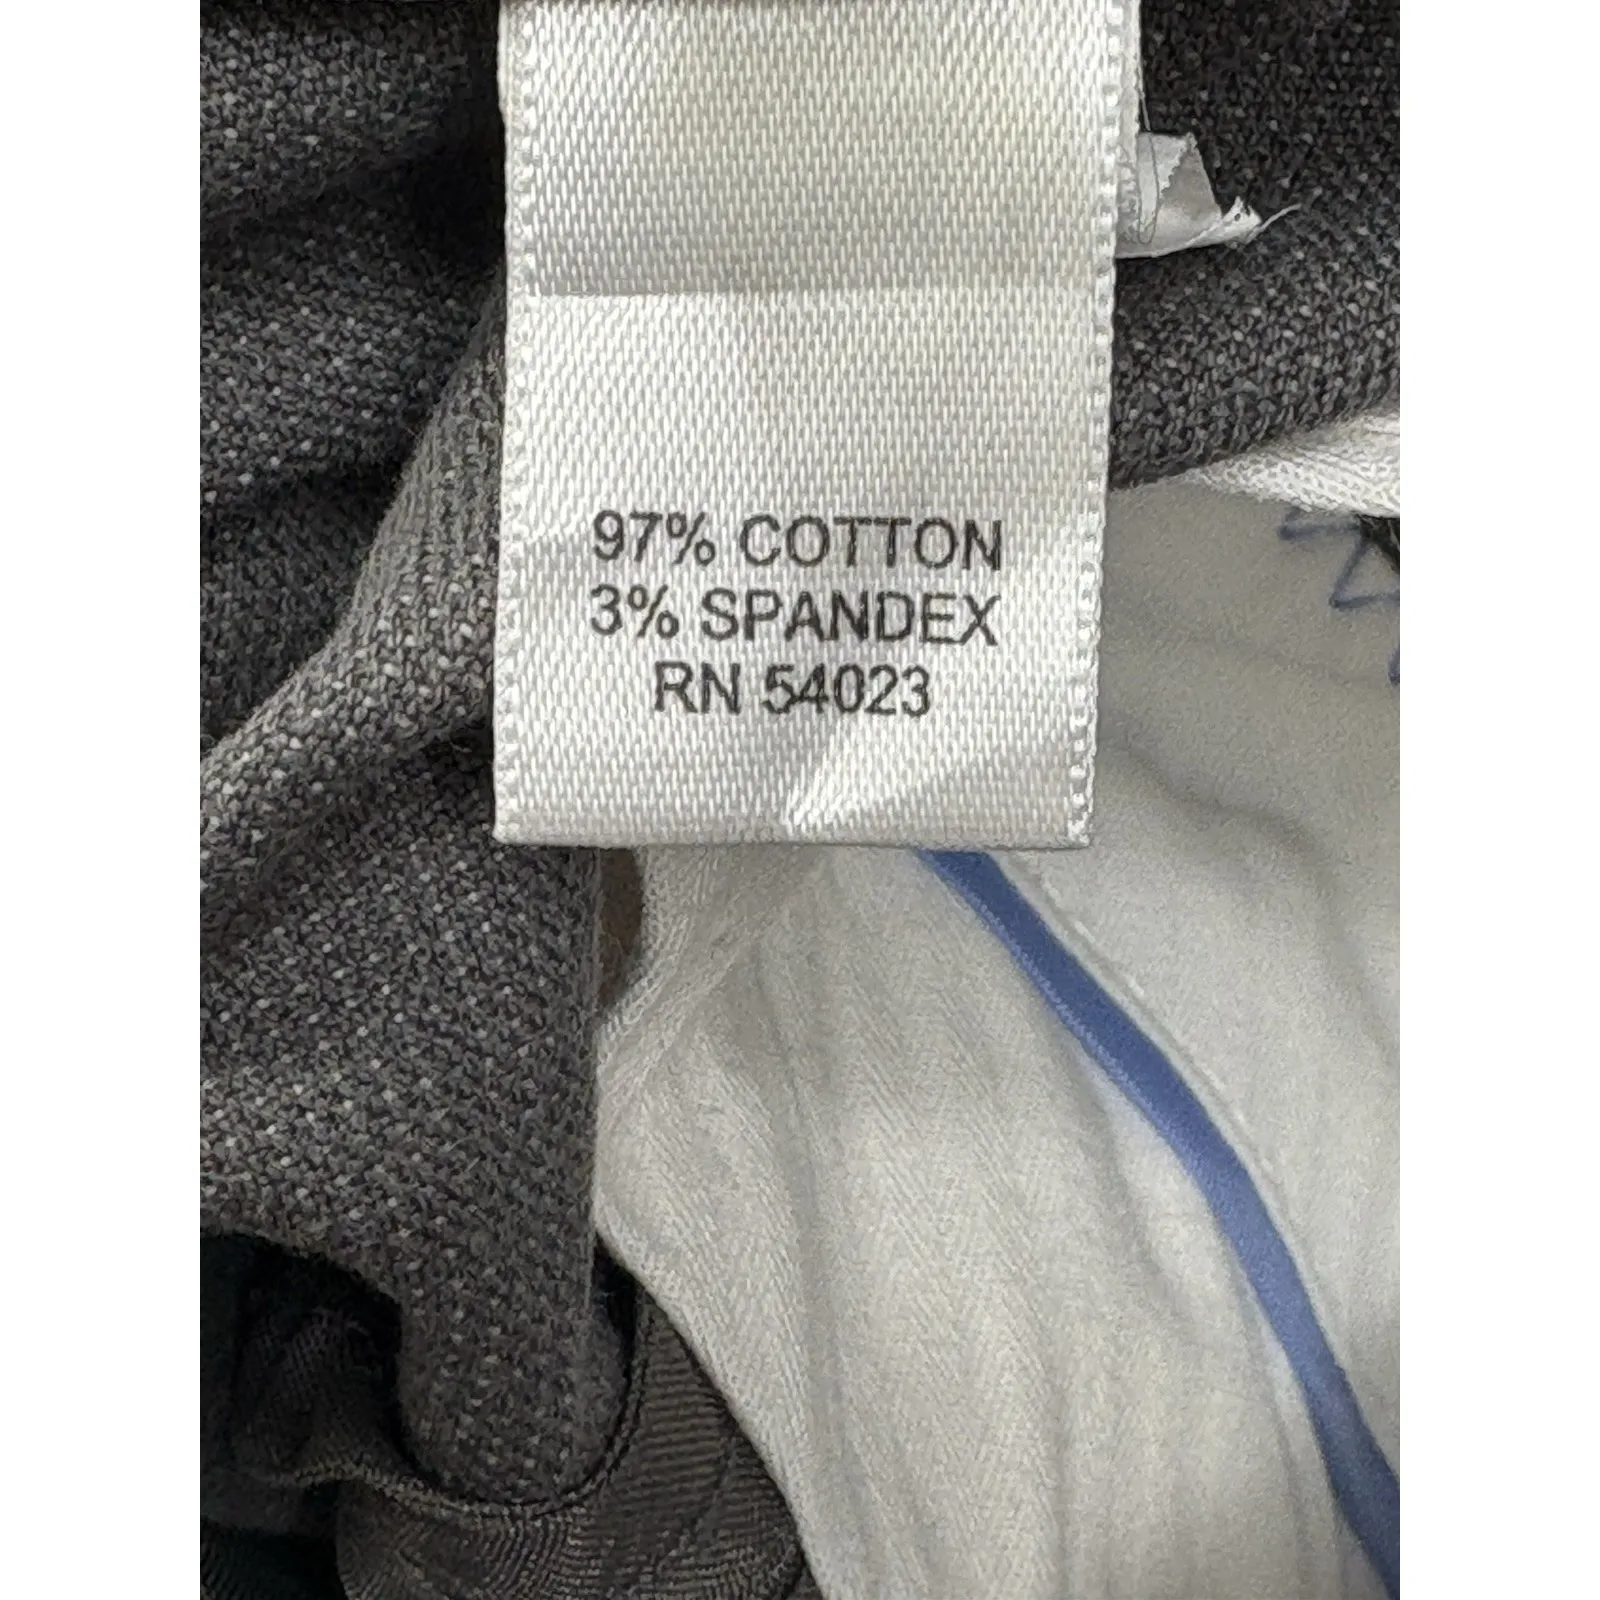 97% COTTON
3% SPANDEX
RN 54023